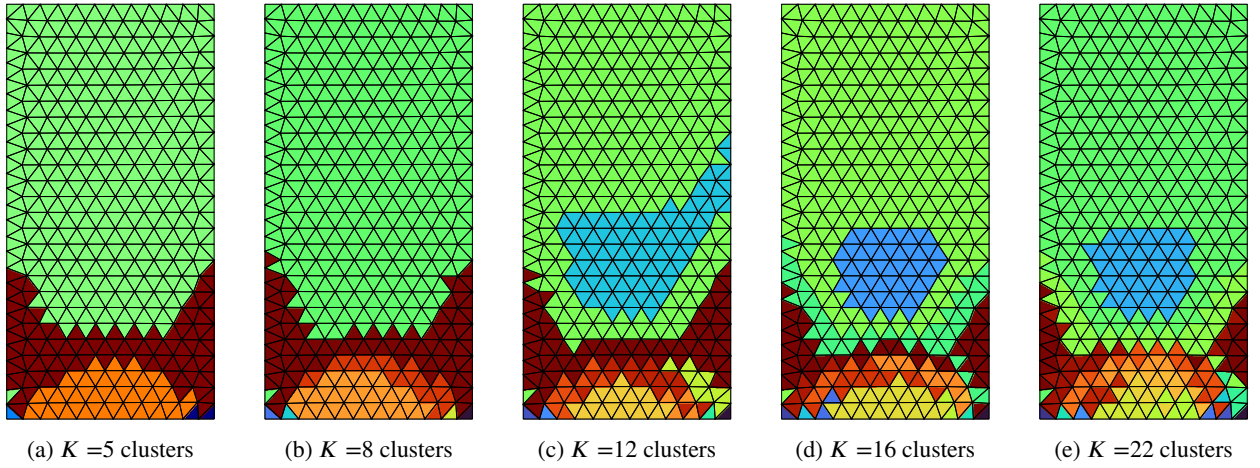 (a) K =5 clusters
(b) K =8 clusters
(c) K =12 clusters
(d) K =16 clusters
(e) K =22 clusters